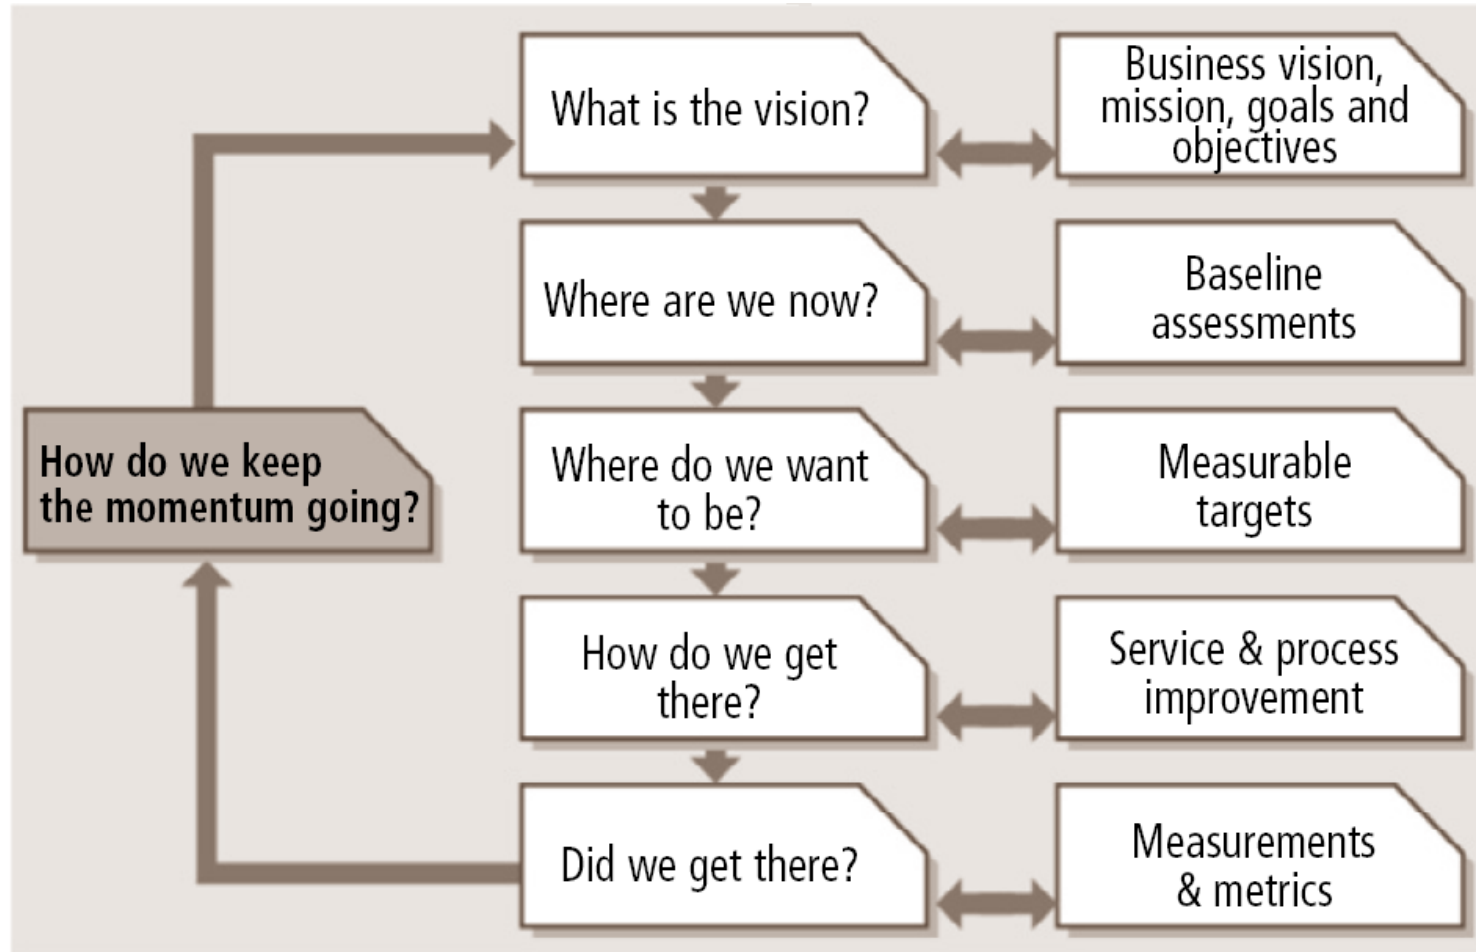 What is the vision?
Business vision,
mission, goals and
objectives
Where are we now?
Baseline
assessments
How do we keep
the momentum going?
Where do we want
to be?
Measurable
targets
How do we get
there?
Service & process
improvement
Did we get there?
Measurements
& metrics